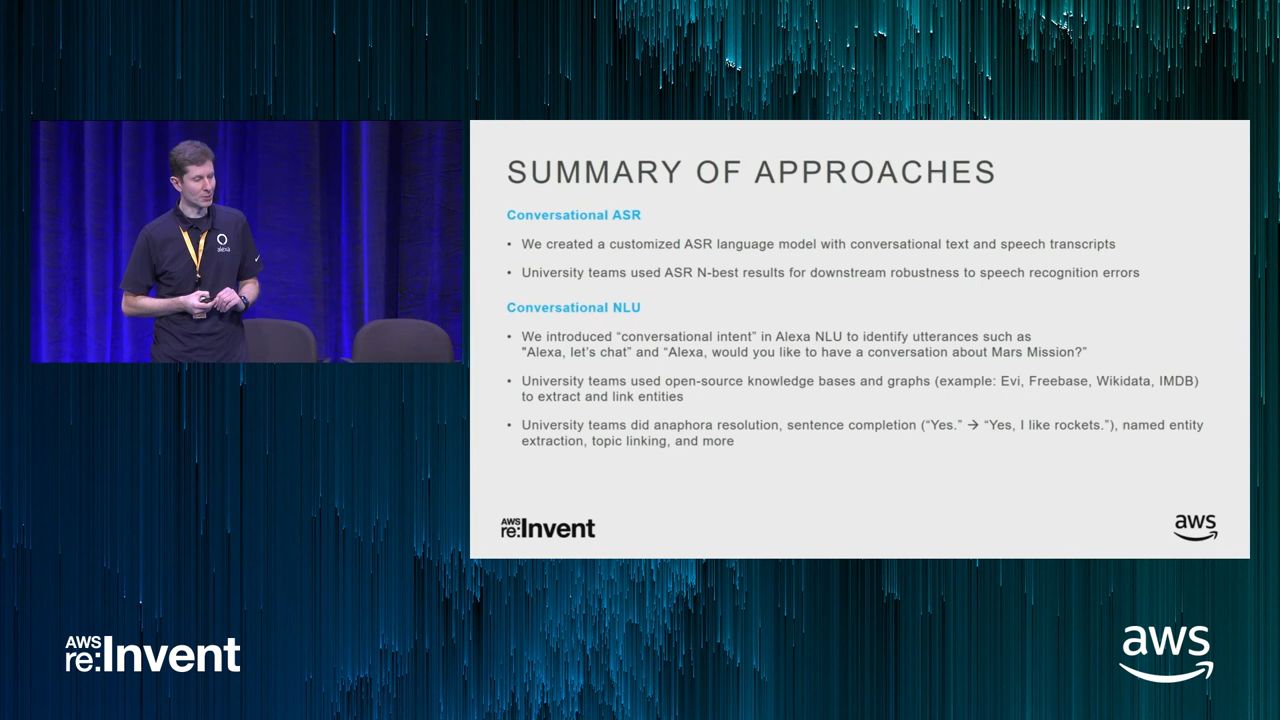 alexa
SUMMARY OF APPROACHES
Conversational ASR
• We created a customized ASR language model with conversational text and speech transcripts
• University teams used ASR N-best results for downstream robustness to speech recognition errors
Conversational NLU
• We introduced “conversational intent” in Alexa NLU to identify utterances such as
"Alexa, let’s chat” and “Alexa, would you like to have a conversation about Mars Mission?”
• University teams used open-source knowledge bases and graphs (example: Evi, Freebase, Wikidata, IMDB)
to extract and link entities
• University teams did anaphora resolution, sentence completion (“Yes.” → “Yes, I like rockets.”), named entity
extraction, topic linking, and more
AWS
re:Invent
aws
AWS
re:Invent
aws